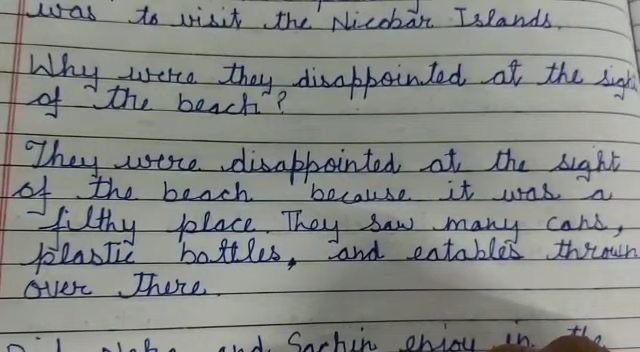 was to visit the Nicobar Islands.
Why were they disappointed at the sight
of the beach?
They were disappointed at the sight
of the beach because it was a
filthy place. They saw many cans,
plastic bottles, and eatables thrown
over there.
and Sachin enjoy in the